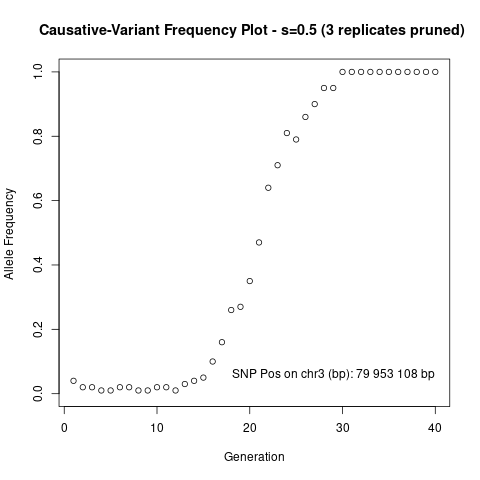 Causative-Variant Frequency Plot - s=0.5 (3 replicates pruned)
1.0
0.8
0.6
0.4
0.2
0.0
Allele Frequency
SNP Pos on chr3 (bp): 79 953 108 bp
0 10 20 30 40
Generation